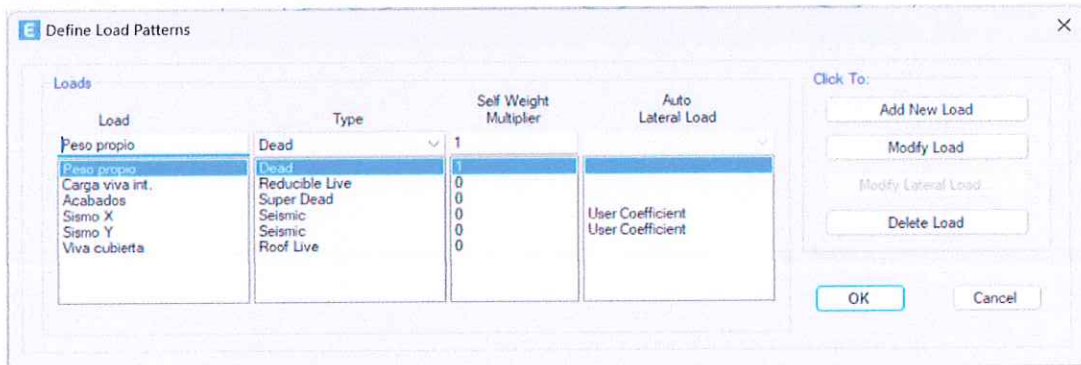 E Define Load Patterns
Loads
Click To:
Load Type Self Weight Multiplier Auto Lateral Load
Peso propio Dead 1
Peso propio Dead 1
Carga viva int. Reducible Live 0
Acabados Super Dead 0
Sismo X Seismic 0 User Coefficient
Sismo Y Seismic 0 User Coefficient
Viva cubierta Roof Live 0
Add New Load
Modify Load
Modify Lateral Load...
Delete Load
OK Cancel